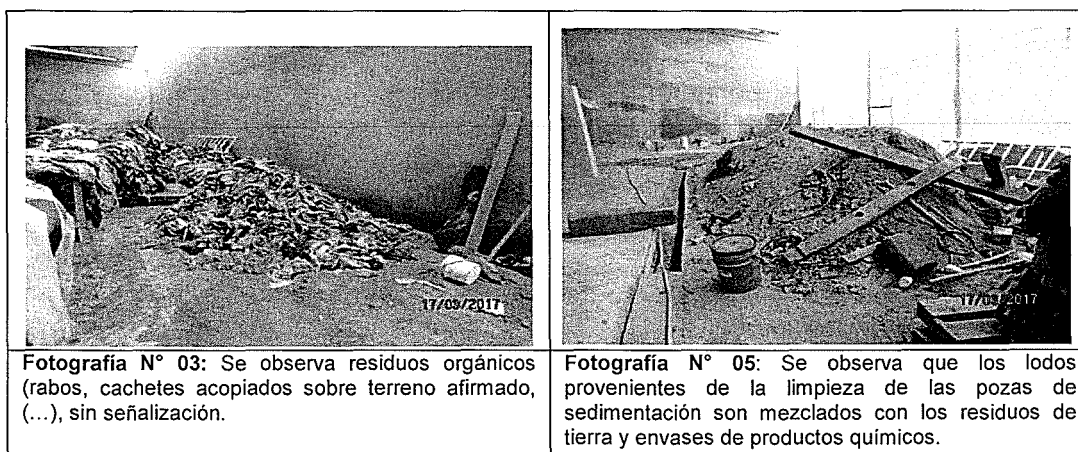 17/03/2017
17/03/2017
Fotografía N° 03: Se observa residuos orgánicos
(rabos, cachetes acopiados sobre terreno afirmado,
(...), sin señalización.
Fotografía N° 05: Se observa que los lodos
provenientes de la limpieza de las pozas de
sedimentación son mezclados con los residuos de
tierra y envases de productos químicos.